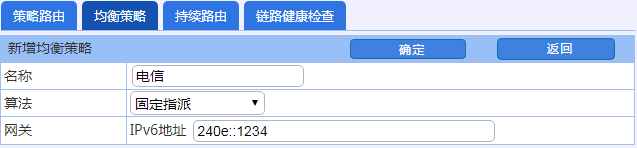 策略路由 均衡策略 持续路由 链路健康检查
新增均衡策略 确定 返回
名称 电信
算法 固定指派
网关 IPv6地址 240e::1234